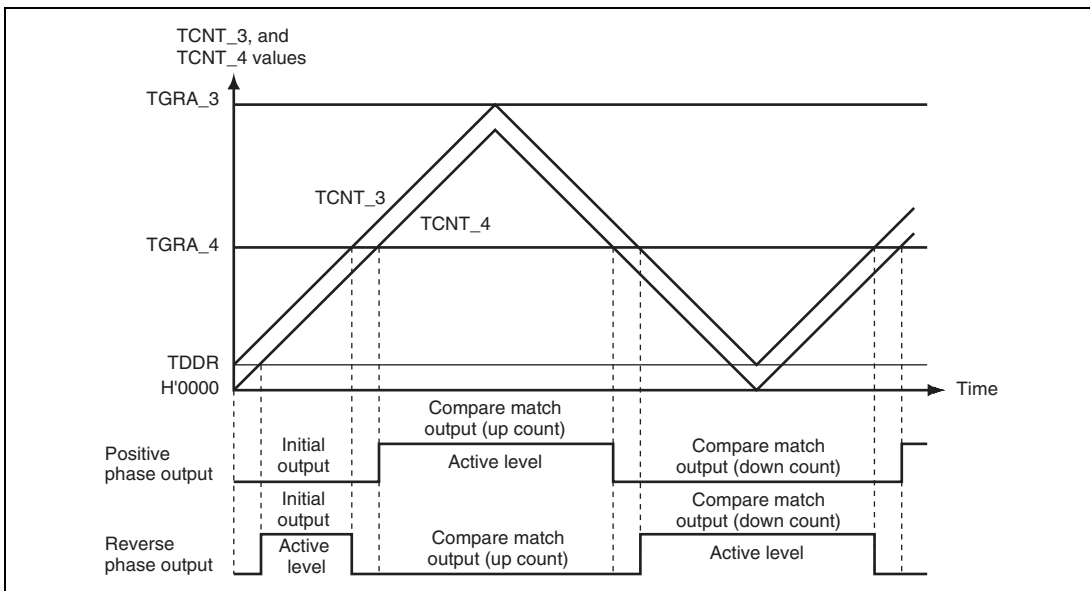 TCNT_3, and
TCNT_4 values
TGRA_3
TCNT_3
TCNT_4
TGRA_4
TDDR
H'0000
Time
Compare match
output (up count)
Positive
phase output
Initial
output
Active level
Compare match
output (down count)
Initial
output
Compare match
output (down count)
Reverse
phase output
Active
level
Compare match
output (up count)
Active level